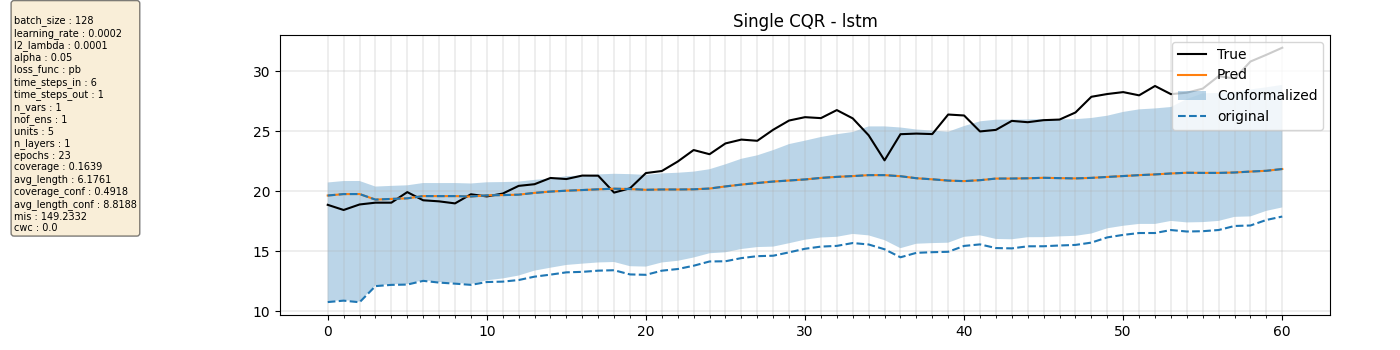 batch_size : 128
learning_rate : 0.0002
l2_lambda : 0.0001
alpha : 0.05
loss_func : pb
time_steps_in : 6
time_steps_out : 1
n_vars : 1
nof_ens : 1
units : 5
n_layers : 1
epochs : 23
coverage : 0.1639
avg_length : 6.1761
coverage_conf : 0.4918
avg_length_conf : 8.8188
mis : 149.2332
cwc : 0.0
Single CQR - lstm
True
Pred
Conformalized
original
30
25
20
15
10
0 10 20 30 40 50 60